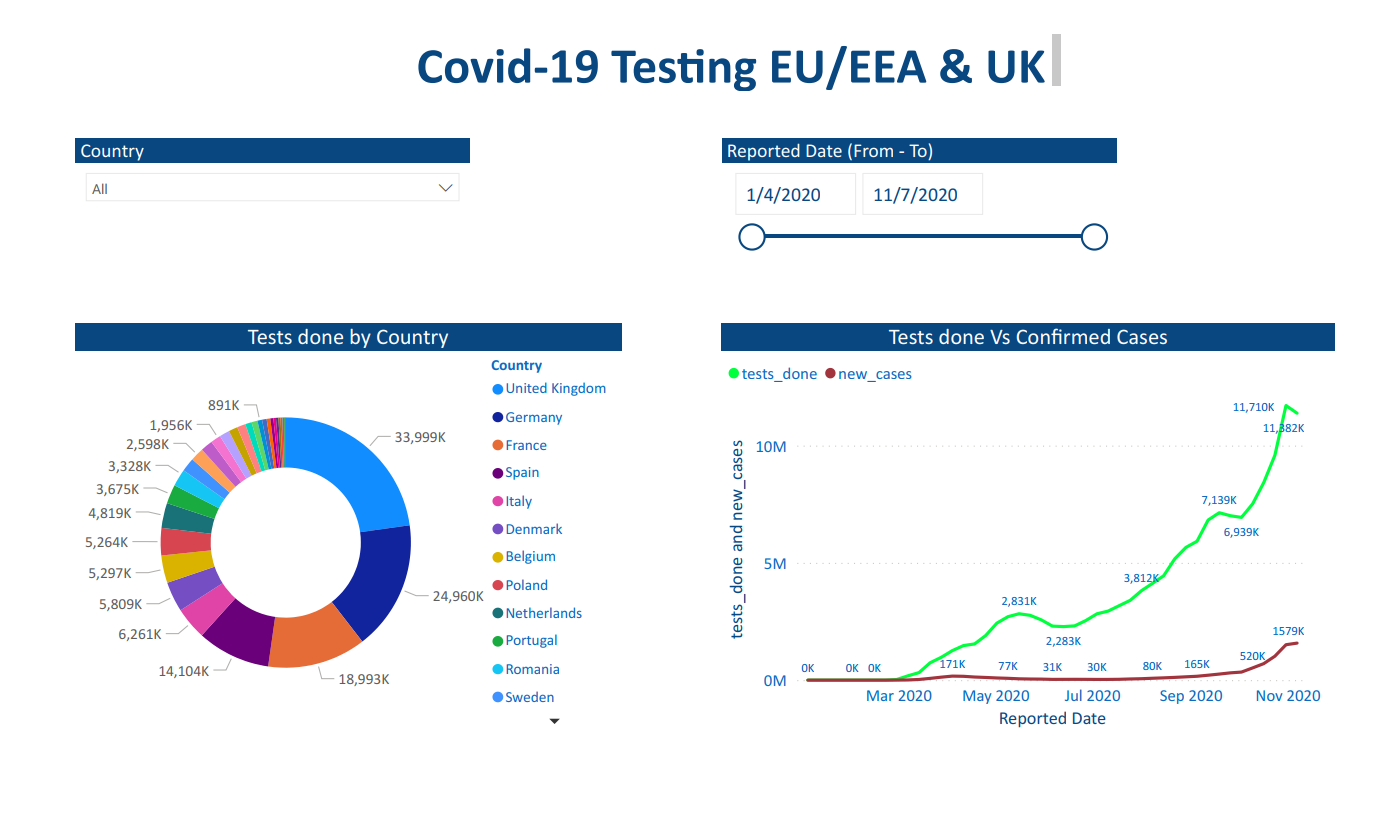 Covid-19 Testing EU/EEA & UK
Country
All
Reported Date (From - To)
1/4/2020 11/7/2020
Tests done by Country
Country
United Kingdom
Germany
France
Spain
Italy
Denmark
Belgium
Poland
Netherlands
Portugal
Romania
Sweden
891K
1,956K
2,598K
3,328K
3,675K
4,819K
5,264K
5,297K
5,809K
6,261K
14,104K
18,993K
24,960K
33,999K
Tests done Vs Confirmed Cases
tests_done new_cases
tests_done and new_cases
10M
5M
0M
11,710K
11,382K
7,139K
6,939K
3,812K
2,831K
2,283K
1579K
520K
0K 0K 0K 171K 77K 31K 30K 80K 165K
Mar 2020 May 2020 Jul 2020 Sep 2020 Nov 2020
Reported Date